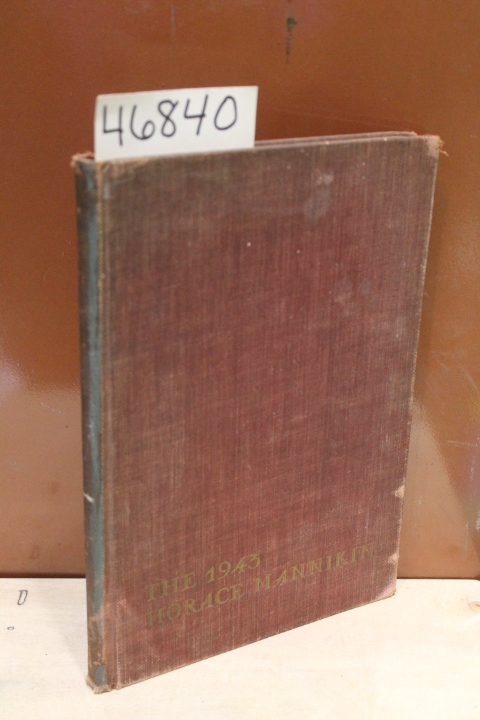 46840
THE 1943
HORACE MANNIKIN
D